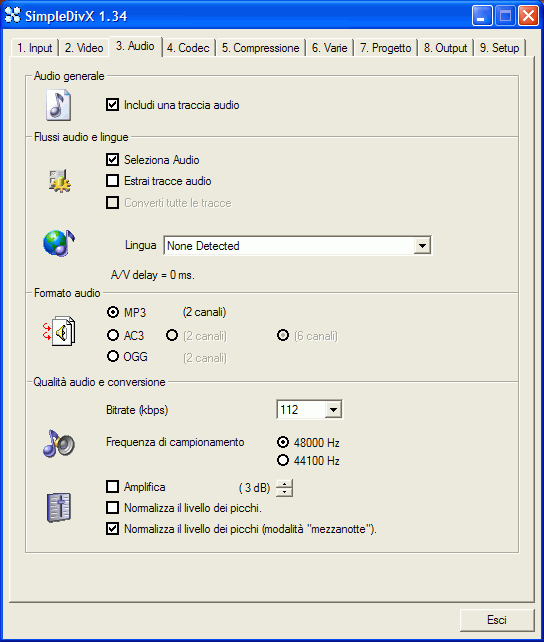 SimpleDivX 1.34
1. Input 2. Video 3. Audio 4. Codec 5. Compressione 6. Varie 7. Progetto 8. Output 9. Setup
Audio generale
Includi una traccia audio
Flussi audio e lingue
Seleziona Audio
Estrai tracce audio
Converti tutte le tracce
Lingua None Detected
A/V delay = 0 ms.
Formato audio
MP3 (2 canali)
AC3 (2 canali) (6 canali)
OGG (2 canali)
Qualità audio e conversione
Bitrate (kbps) 112
Frequenza di campionamento 48000 Hz
44100 Hz
Amplifica ( 3 dB)
Normalizza il livello dei picchi.
Normalizza il livello dei picchi (modalità "mezzanotte").
Esci